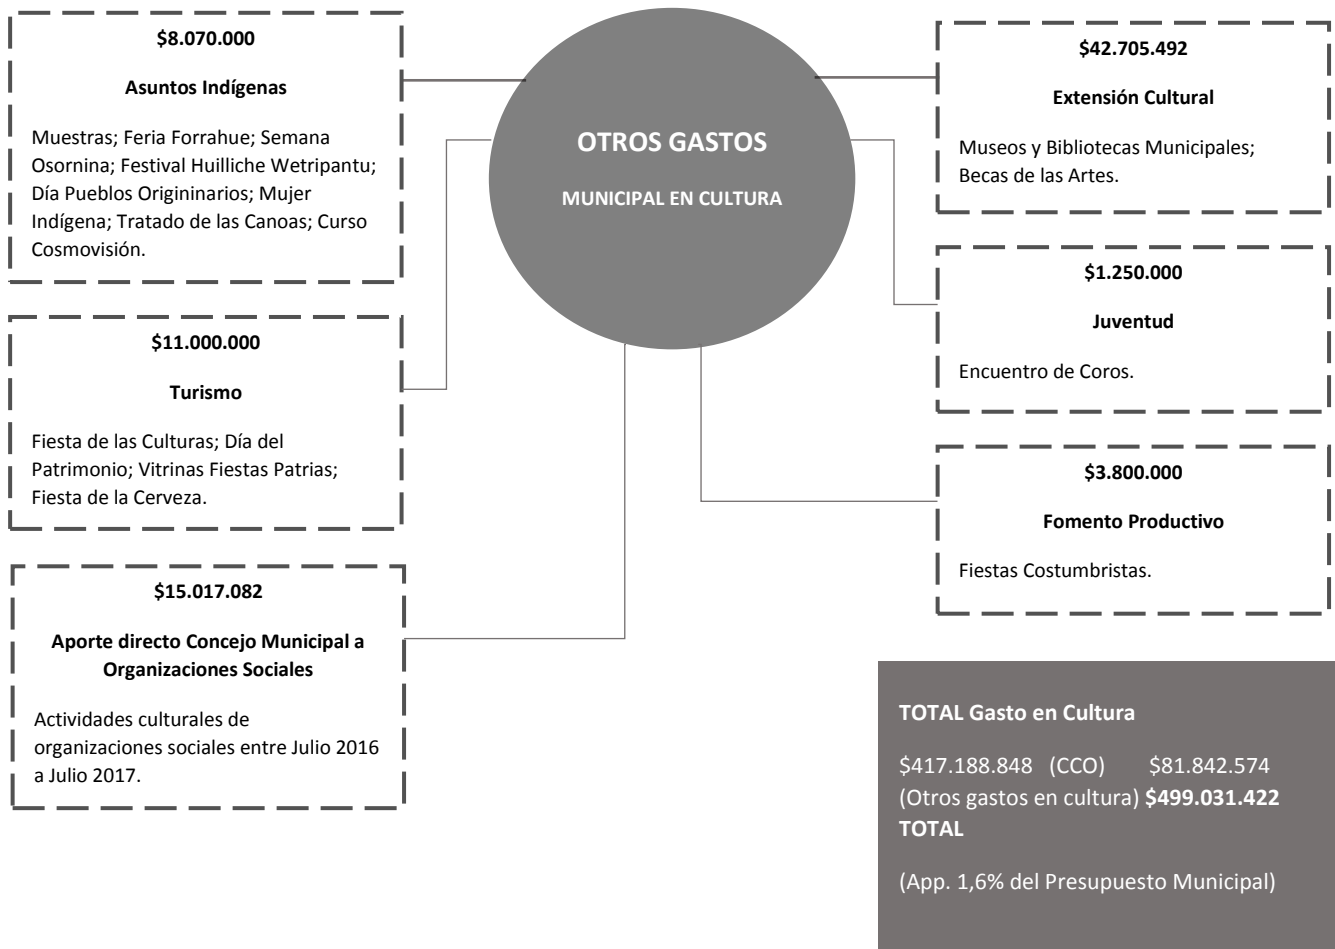 $8.070.000
Asuntos Indígenas
Muestras; Feria Forrahue; Semana
Osornina; Festival Huilliche Wetripantu;
Día Pueblos Origininarios; Mujer
Indígena; Tratado de las Canoas; Curso
Cosmovisión.
$11.000.000
Turismo
Fiesta de las Culturas; Día del
Patrimonio; Vitrinas Fiestas Patrias;
Fiesta de la Cerveza.
$15.017.082
Aporte directo Concejo Municipal a
Organizaciones Sociales
Actividades culturales de
organizaciones sociales entre Julio 2016
a Julio 2017.
OTROS GASTOS
MUNICIPAL EN CULTURA
$42.705.492
Extensión Cultural
Museos y Bibliotecas Municipales;
Becas de las Artes.
$1.250.000
Juventud
Encuentro de Coros.
$3.800.000
Fomento Productivo
Fiestas Costumbristas.
TOTAL Gasto en Cultura
$417.188.848 (CCO) $81.842.574
(Otros gastos en cultura) $499.031.422
TOTAL
(App. 1,6% del Presupuesto Municipal)